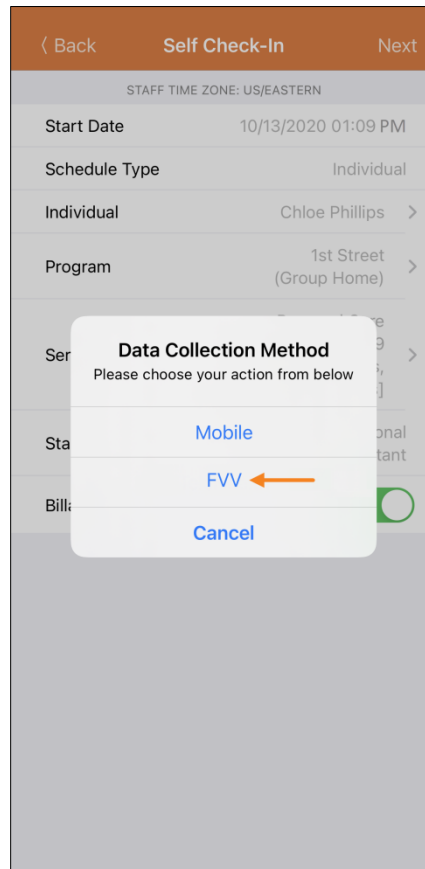 Back Self Check-In Next
STAFF TIME ZONE: US/EASTERN
Start Date 10/13/2020 01:09 PM
Schedule Type Individual
Individual Chloe Phillips
Program 1st Street
(Group Home)
Data Collection Method
Please choose your action from below
Mobile
FVV
Cancel